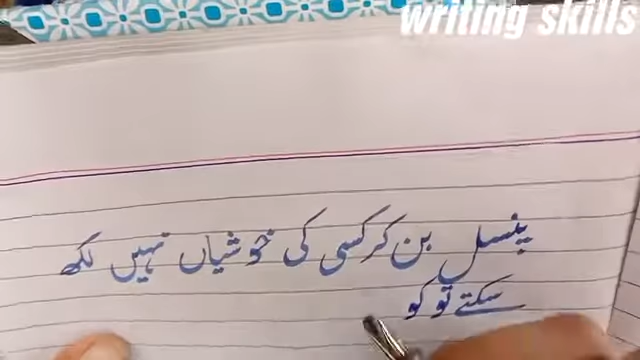 writing skills
پنسل بن کر کسی کی خوشیاں نہیں لکھ
سکتے تو کو